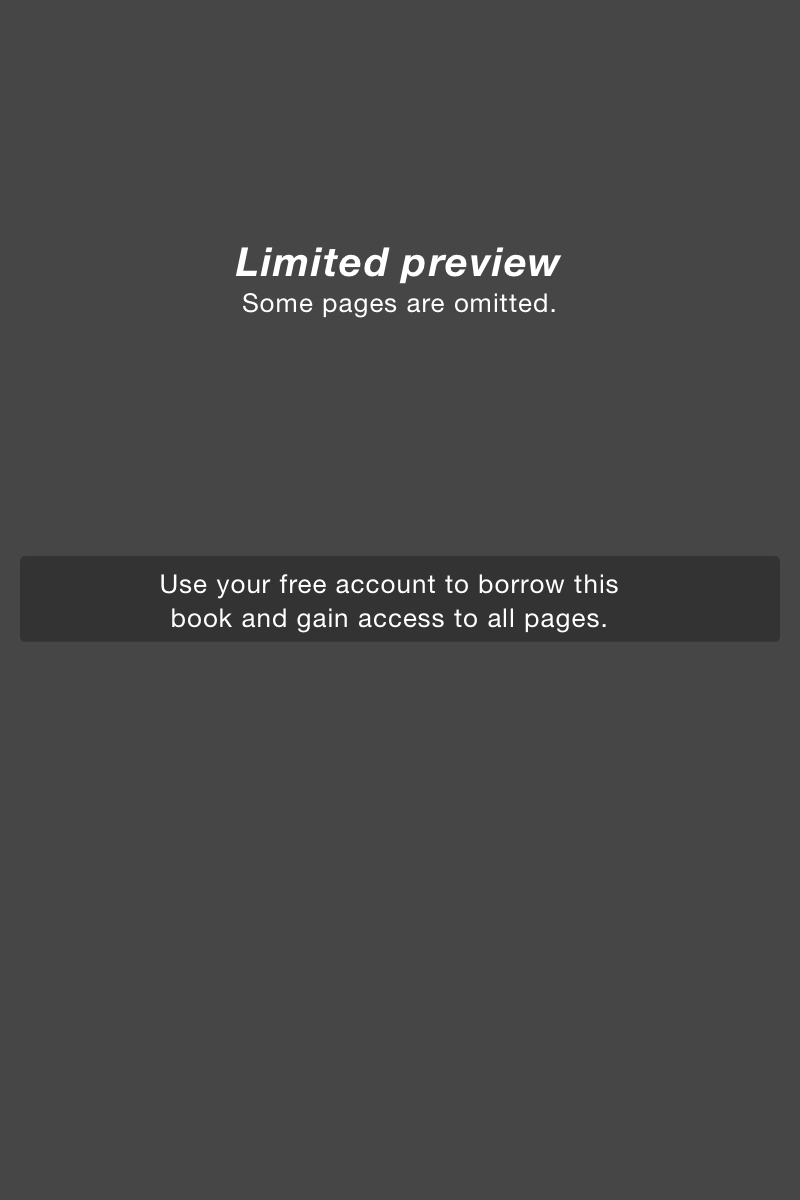 Limited preview
Some pages are omitted.
Use your free account to borrow this
book and gain access to all pages.